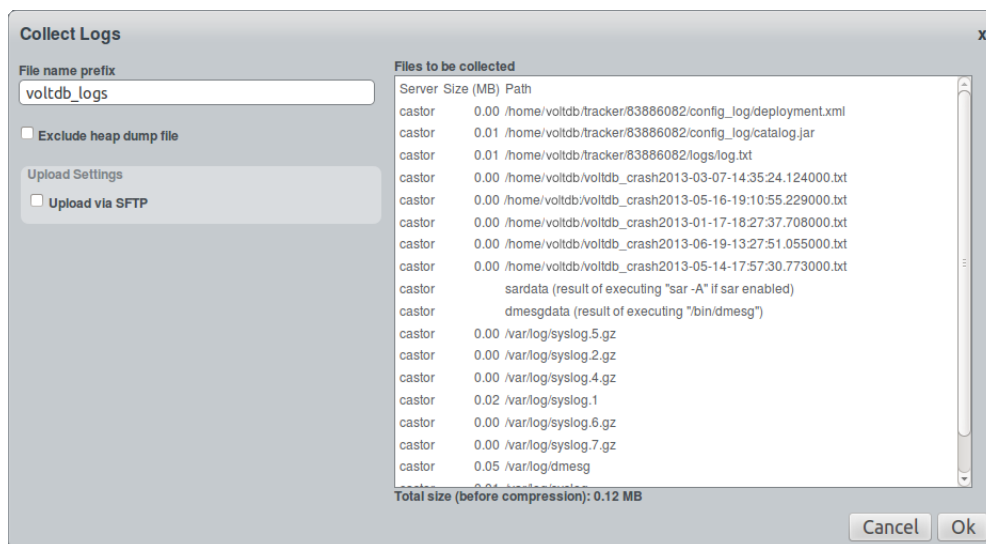 Collect Logs
x
File name prefix
voltdb_logs
Exclude heap dump file
Upload Settings
Upload via SFTP
Files to be collected
Server Size (MB) Path
castor 0.00 /home/voltdb/tracker/83886082/config_log/deployment.xml
castor 0.01 /home/voltdb/tracker/83886082/config_log/catalog.jar
castor 0.01 /home/voltdb/tracker/83886082/logs/log.txt
castor 0.00 /home/voltdb/voltdb_crash2013-03-07-14:35:24.124000.txt
castor 0.00 /home/voltdb/voltdb_crash2013-05-16-19:10:55.229000.txt
castor 0.00 /home/voltdb/voltdb_crash2013-01-17-18:27:37.708000.txt
castor 0.00 /home/voltdb/voltdb_crash2013-06-19-13:27:51.055000.txt
castor 0.00 /home/voltdb/voltdb_crash2013-05-14-17:57:30.773000.txt
castor sardata (result of executing "sar -A" if sar enabled)
castor dmesgdata (result of executing "/bin/dmesg")
castor 0.00 /var/log/syslog.5.gz
castor 0.00 /var/log/syslog.2.gz
castor 0.00 /var/log/syslog.4.gz
castor 0.02 /var/log/syslog.1
castor 0.00 /var/log/syslog.6.gz
castor 0.00 /var/log/syslog.7.gz
castor 0.05 /var/log/dmesg
Total size (before compression): 0.12 MB
Cancel
Ok